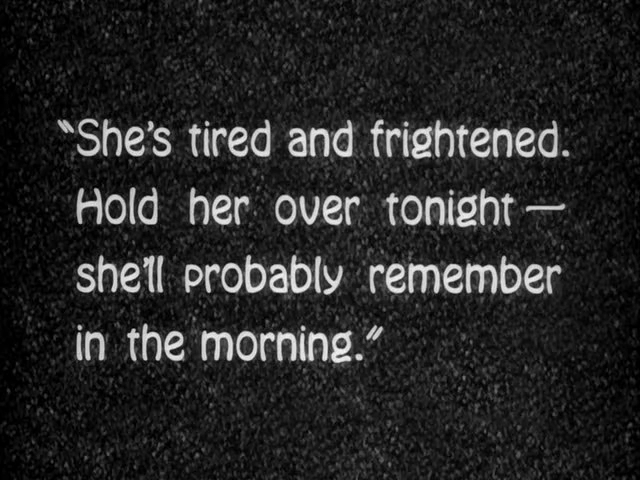 "She's tired and frightened.
Hold her over tonight —
she'll probably remember
in the morning."